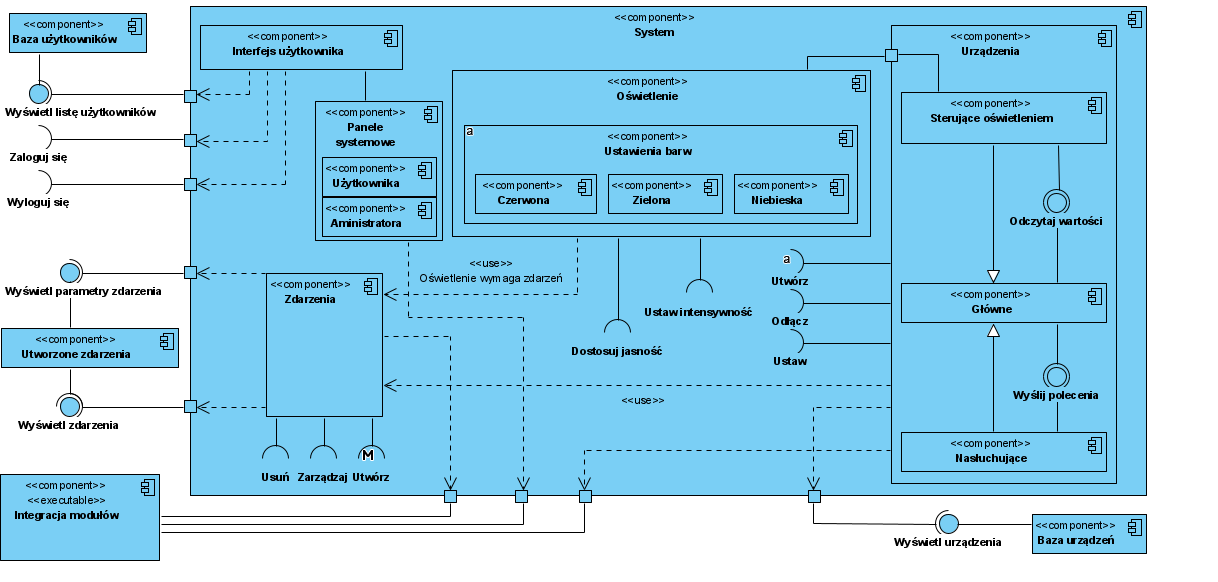 <<component>>
Baza użytkowników
Wyświetl listę użytkowników
Zaloguj się
Wyloguj się
Wyświetl parametry zdarzenia
<<component>>
Utworzone zdarzenia
Wyświetl zdarzenia
<<component>>
<<executable>>
Integracja modułów
<<component>>
System
<<component>>
Interfejs użytkownika
<<component>>
Panele
systemowe
<<component>>
Użytkownika
<<component>>
Aministratora
<<component>>
Oświetlenie
a
<<component>>
Ustawienia barw
<<component>>
Czerwona
<<component>>
Zielona
<<component>>
Niebieska
<<use>>
Oświetlenie wymaga zdarzeń
<<component>>
Zdarzenia
Usuń
Zarządzaj
M
Utwórz
Dostosuj jasność
Ustaw intensywność
a
Utwórz
Odłącz
Ustaw
<<use>>
<<component>>
Urządzenia
<<component>>
Sterujące oświetleniem
Odczytaj wartości
<<component>>
Główne
Wyślij polecenia
<<component>>
Nasłuchujące
Wyświetl urządzenia
<<component>>
Baza urządzeń